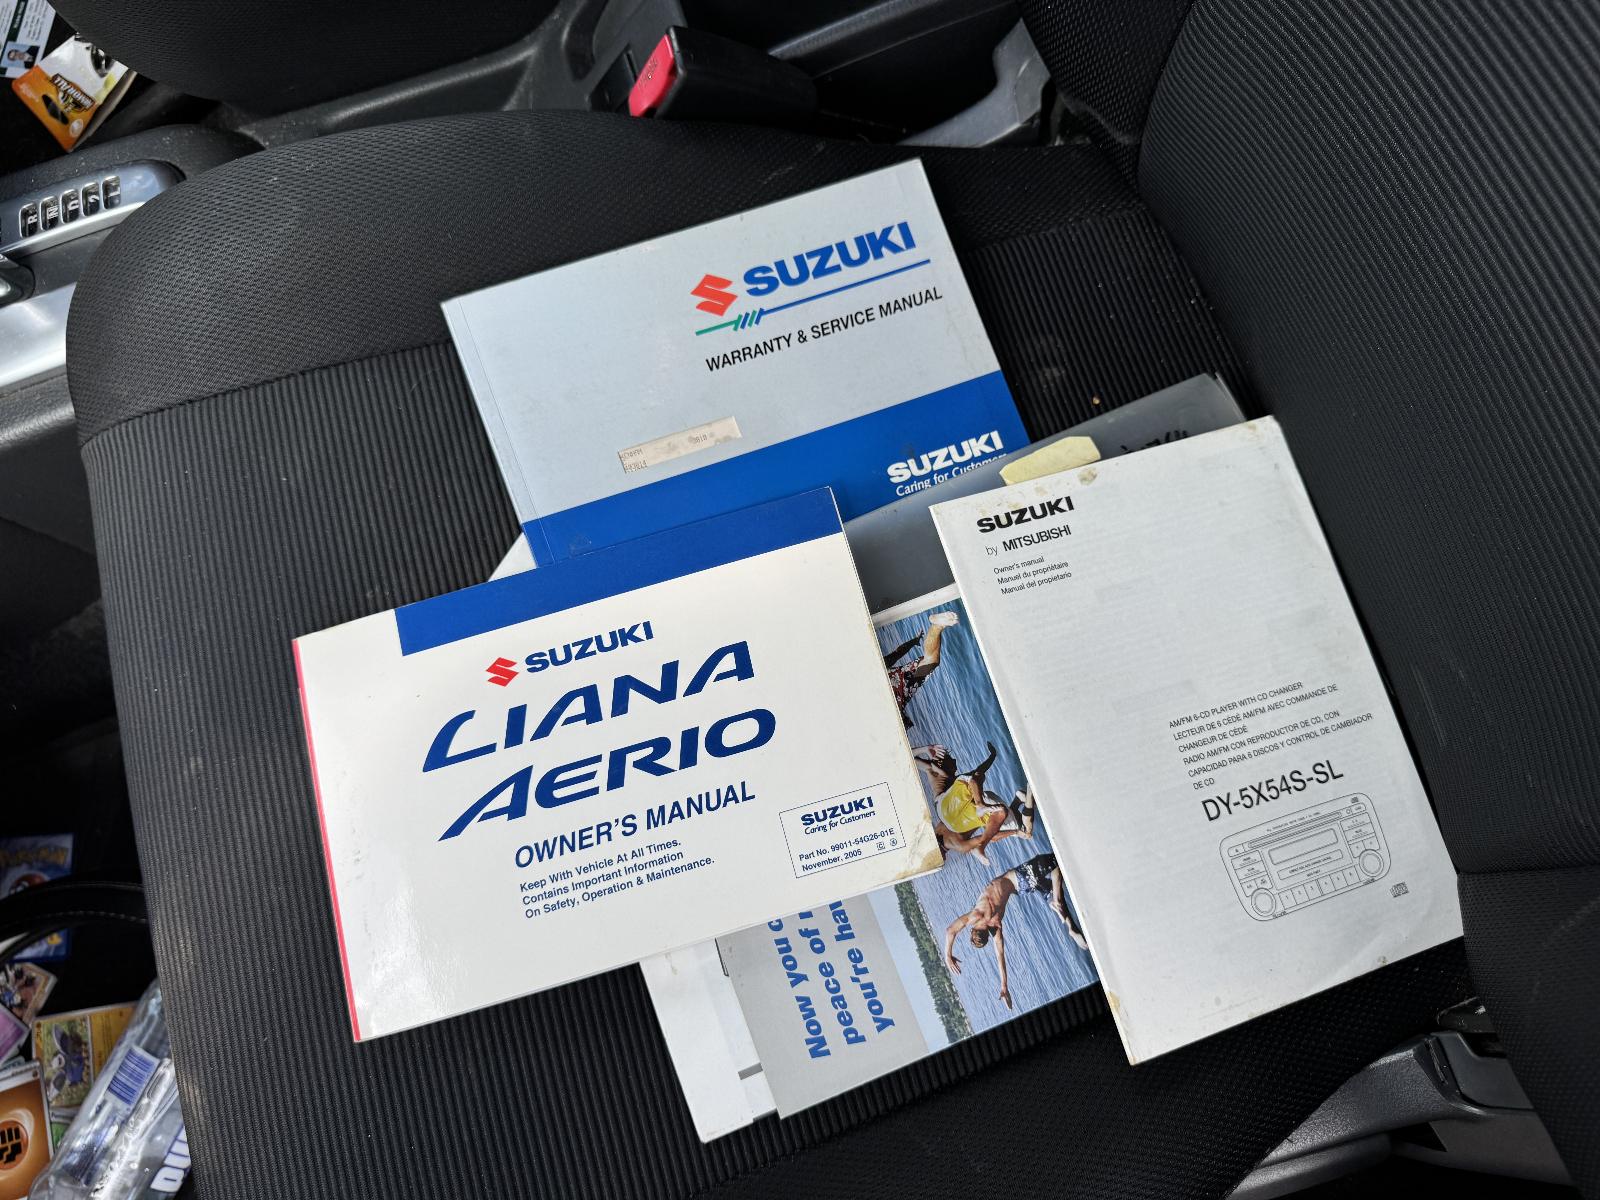 SUZUKI
WARRANTY & SERVICE MANUAL
SUZUKI
Caring for Customers
SUZUKI
LIANA
AERIO
OWNER'S MANUAL
Keep With Vehicle At All Times.
Contains Important Information
On Safety, Operation & Maintenance.
SUZUKI
Caring for Customers
Part No. 99011-54G26-01E
November, 2005
SUZUKI
by MITSUBISHI
Owner's manual
Manuel du propriétaire
Manual del propietario
AM/FM 6-CD PLAYER WITH CD CHANGER
LECTEUR DE 6 CÉDÉ AM/FM AVEC COMMANDE DE
CHANGEUR DE CÉDÉ
RADIO AM/FM CON REPRODUCTOR DE CD, CON
CAPACIDAD PARA 6 DISCOS Y CONTROL DE CAMBIADOR
DE CD
DY-5X54S-SL
Now you c
peace of
you're hav
R N D 2 L